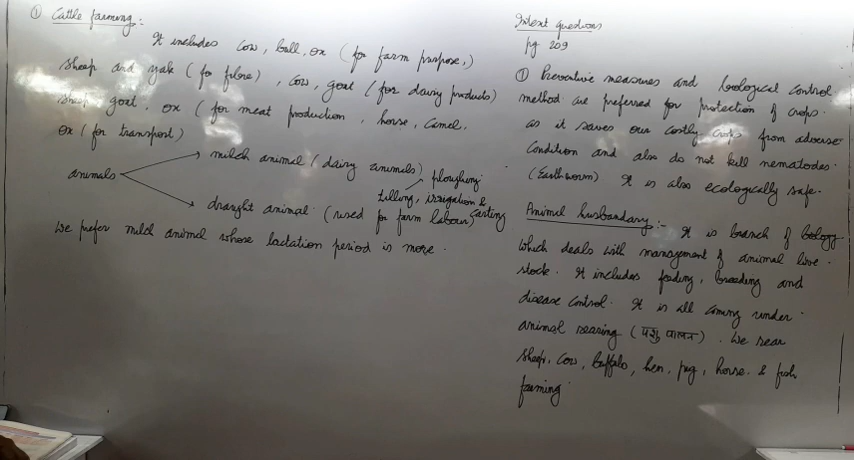 ① Cattle farming:
It includes cow, bull, ox (for farm purpose,)
sheep and yak (for fibre), cow, goat (for dairy products)
sheep goat, ox (for meat production, horse, camel,
ox (for transport)
animals
milch animal (dairy animals)
ploughing
tilling, irrigation &
draught animal (used for farm labour) carting
We prefer milch animal whose lactation period is more.
Intext questions
pg 209
① Preventive measures and biological control
method are preferred for protection of crops.
as it saves our costly crops from adverse
condition and also do not kill nematodes.
(Earthworm) It is also ecologically safe.
Animal husbandary:- It is branch of biology
which deals with management of animal live.
stock. It includes feeding, breeding and
disease control. It is all coming under.
animal rearing (पशु पालन). We rear
sheep, cow, buffalo, hen, pig, horse. & fish
farming